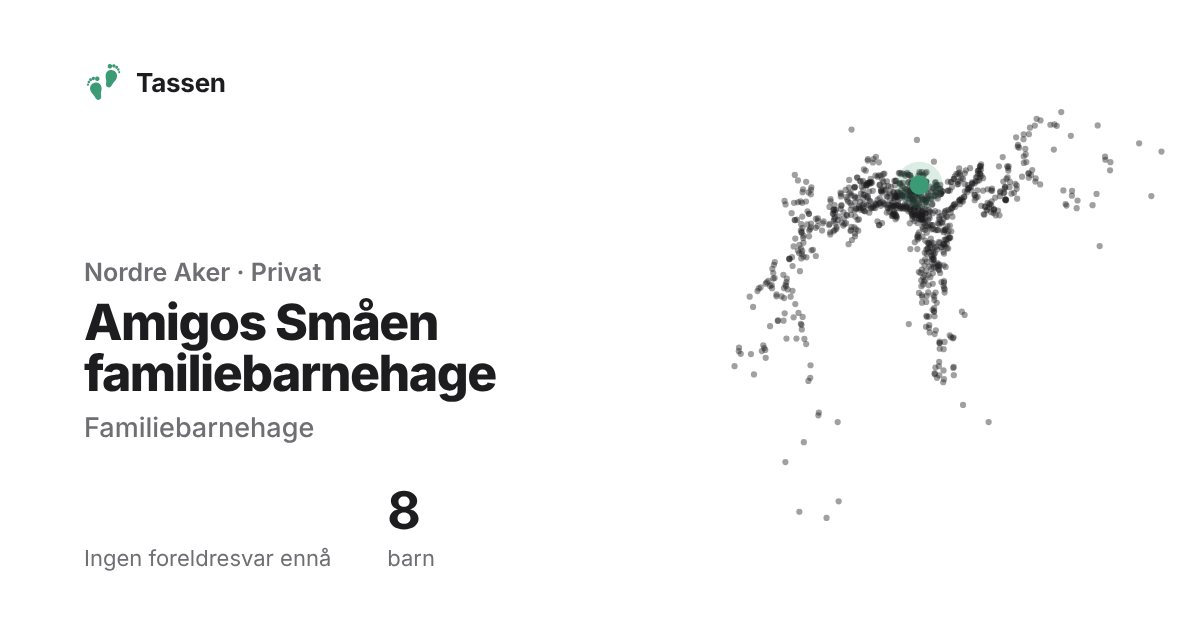 Tassen
Nordre Aker · Privat
Amigos Småen
familiebarnehage
Familiebarnehage
8
Ingen foreldresvar ennå
barn